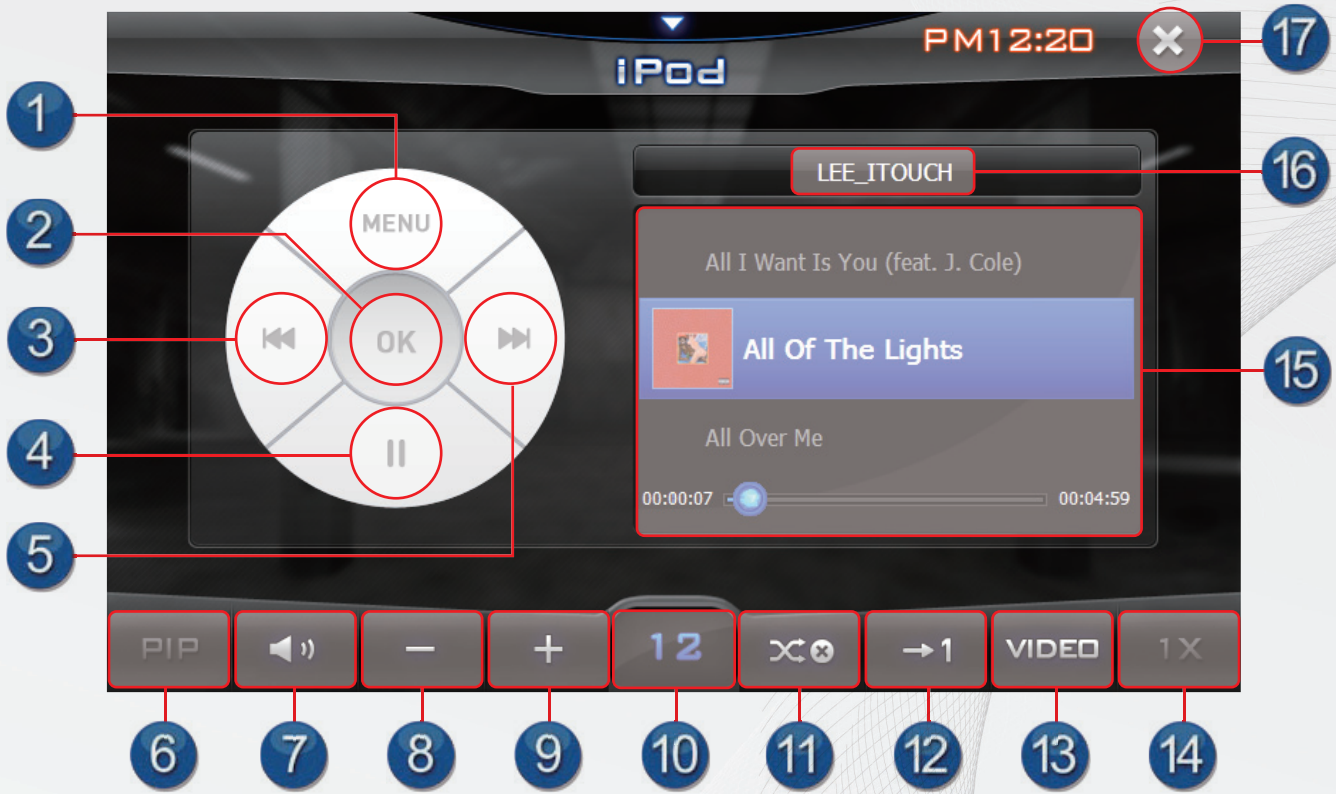 PM12:20
17
iPod
1
LEE_ITOUCH
16
MENU
2
All I Want Is You (feat. J. Cole)
3
OK
All Of The Lights
15
4
All Over Me
00:00:07
00:04:59
5
PIP
12
1
VIDEO
1X
6
7
8
9
10
11
12
13
14